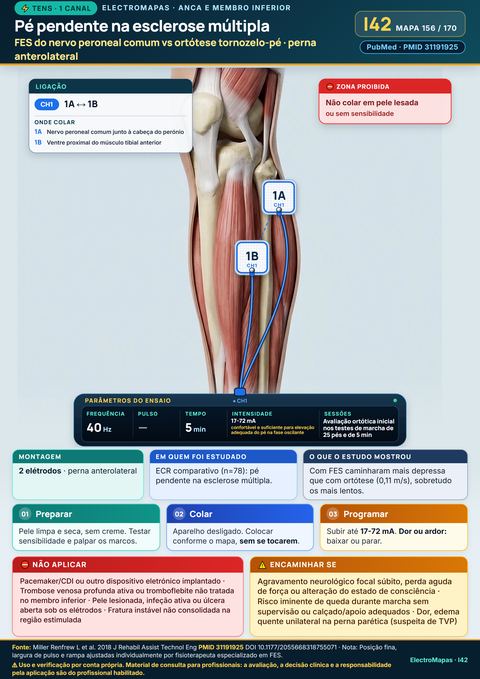 TENS · 1 CANAL ELECTROMAPAS · ANCA E MEMBRO INFERIOR
Pé pendente na esclerose múltipla
FES do nervo peroneal comum vs ortótese tornozelo-pé · perna
anterolateral
I42 MAPA 156 / 170
PubMed · PMID 31191925
LIGAÇÃO
CH1 1A ↔ 1B
ONDE COLAR
1A Nervo peroneal comum junto à cabeça do perónio
1B Ventre proximal do músculo tibial anterior
ZONA PROIBIDA
Não colar em pele lesada
ou sem sensibilidade
1A
CH1
1B
CH1
CH1
PARÂMETROS DO ENSAIO
FREQUÊNCIA
40 Hz
PULSO
—
TEMPO
5 min
INTENSIDADE
17-72 mA
confortável e suficiente para elevação
adequada do pé na fase oscilante
SESSÕES
Avaliação ortótica inicial
nos testes de marcha de
25 pés e de 5 min
MONTAGEM
2 elétrodos · perna anterolateral
EM QUEM FOI ESTUDADO
ECR comparativo (n=78): pé
pendente na esclerose múltipla.
O QUE O ESTUDO MOSTROU
Com FES caminharam mais depressa
que com ortótese (0,11 m/s), sobretudo
os mais lentos.
01 Preparar
Pele limpa e seca, sem creme. Testar
sensibilidade e palpar os marcos.
02 Colar
Aparelho desligado. Colocar
conforme o mapa, sem se tocarem.
03 Programar
Subir até 17-72 mA. Dor ou ardor:
baixar ou parar.
NÃO APLICAR
Pacemaker/CDI ou outro dispositivo eletrónico implantado ·
Trombose venosa profunda ativa ou tromboflebite não tratada
no membro inferior · Pele lesionada, infeção ativa ou úlcera
aberta sob os elétrodos · Fratura instável não consolidada na
região estimulada
ENCAMINHAR SE
Agravamento neurológico focal súbito, perda aguda
de força ou alteração do estado de consciência ·
Risco iminente de queda durante marcha sem
supervisão ou calçado/apoio adequados · Dor, edema
quente unilateral na perna parética (suspeita de TVP)
Fonte: Miller Renfrew L et al. 2018 J Rehabil Assist Technol Eng PMID 31191925 DOI 10.1177/2055668318755071 · Nota: Posição fina,
largura de pulso e rampa ajustadas individualmente por fisioterapeuta especializado em FES.
Uso e verificação por conta própria. Material de consulta para profissionais: a avaliação, a decisão clínica e a responsabilidade
pela aplicação são do profissional habilitado.
ElectroMapas · I42